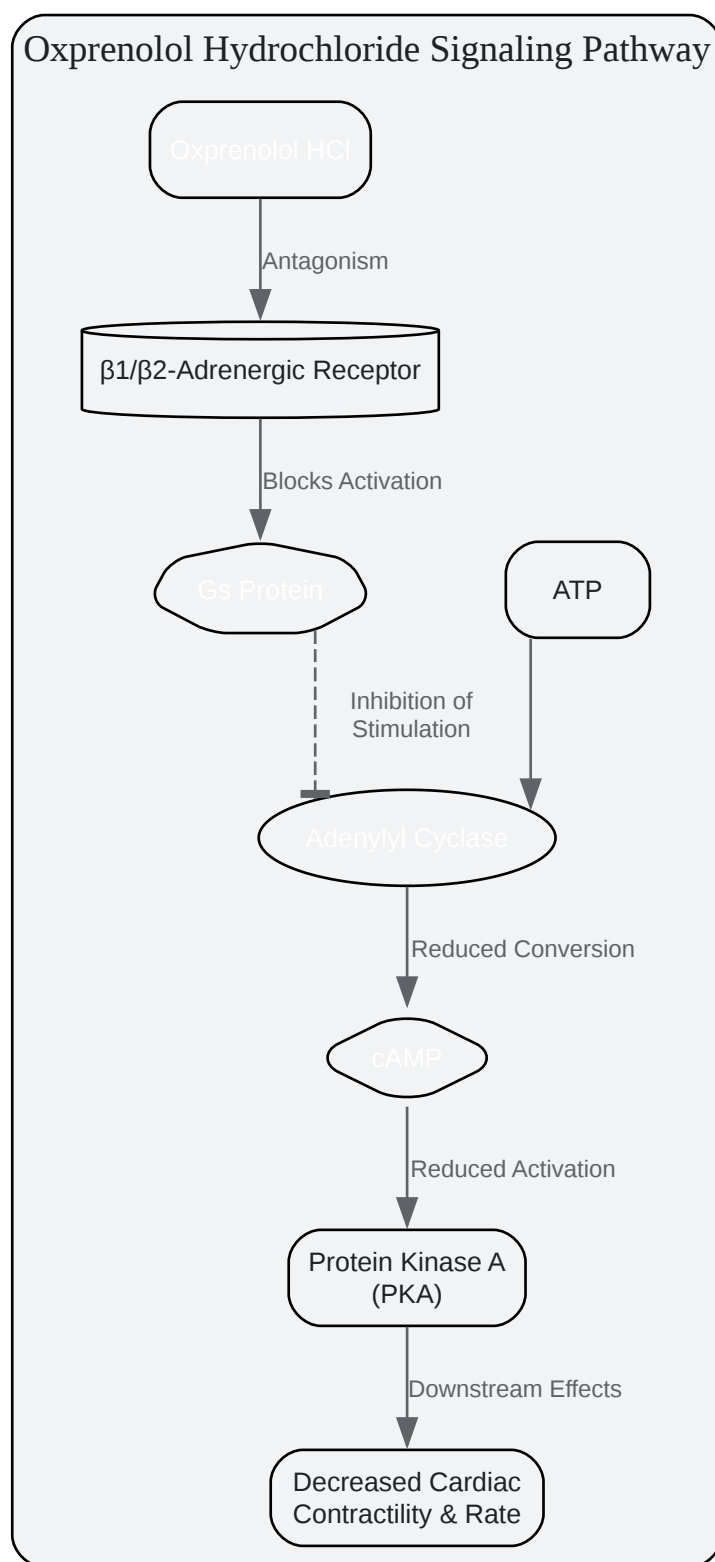 Oxprenolol Hydrochloride Signaling Pathway
Oxprenolol HCl
Antagonism
β1/β2-Adrenergic Receptor
Blocks Activation
Gs Protein
ATP
Inhibition of
Stimulation
Adenylyl Cyclase
Reduced Conversion
cAMP
Reduced Activation
Protein Kinase A
(PKA)
Downstream Effects
Decreased Cardiac
Contractility & Rate